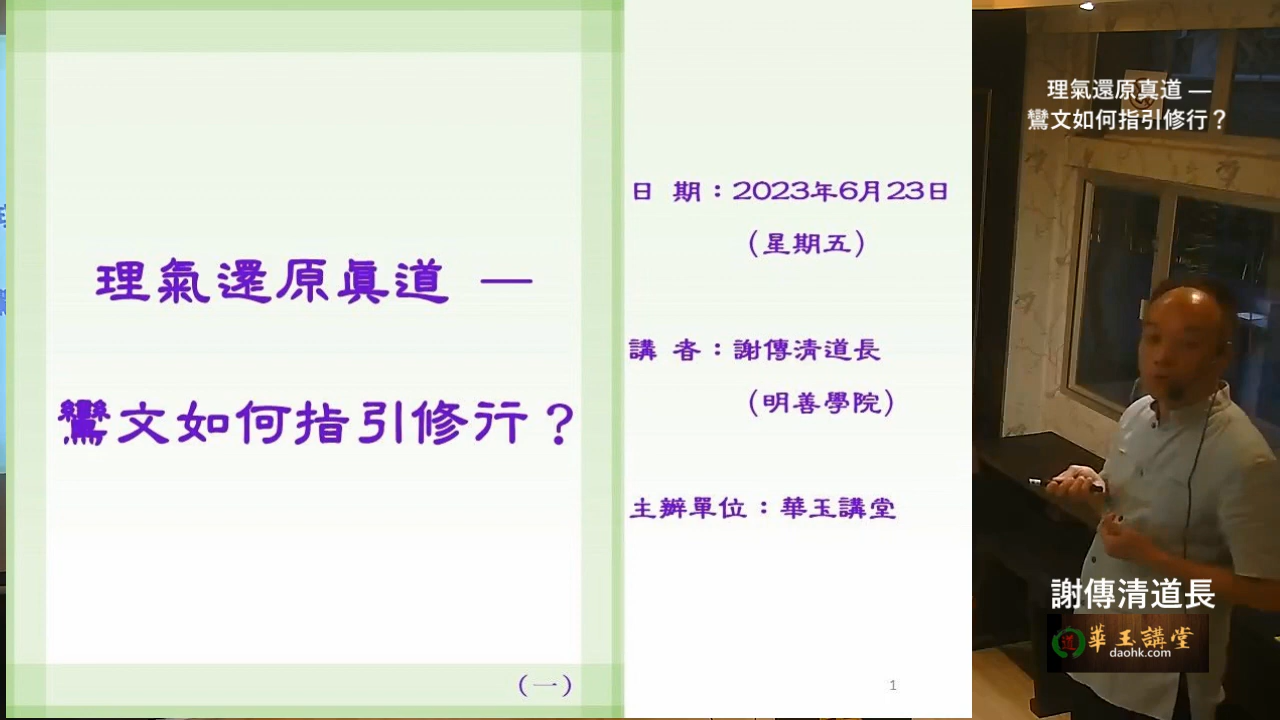 理氣還原眞道 —
鸞文如何指引修行？
（一）
日 期：2023年6月23日
（星期五）
講 者：謝傳清道長
（明善學院）
主辦單位：華玉講堂
1
理氣還原真道 —
鸞文如何指引修行？
謝傳清道長
道 華玉講堂
daohk.com